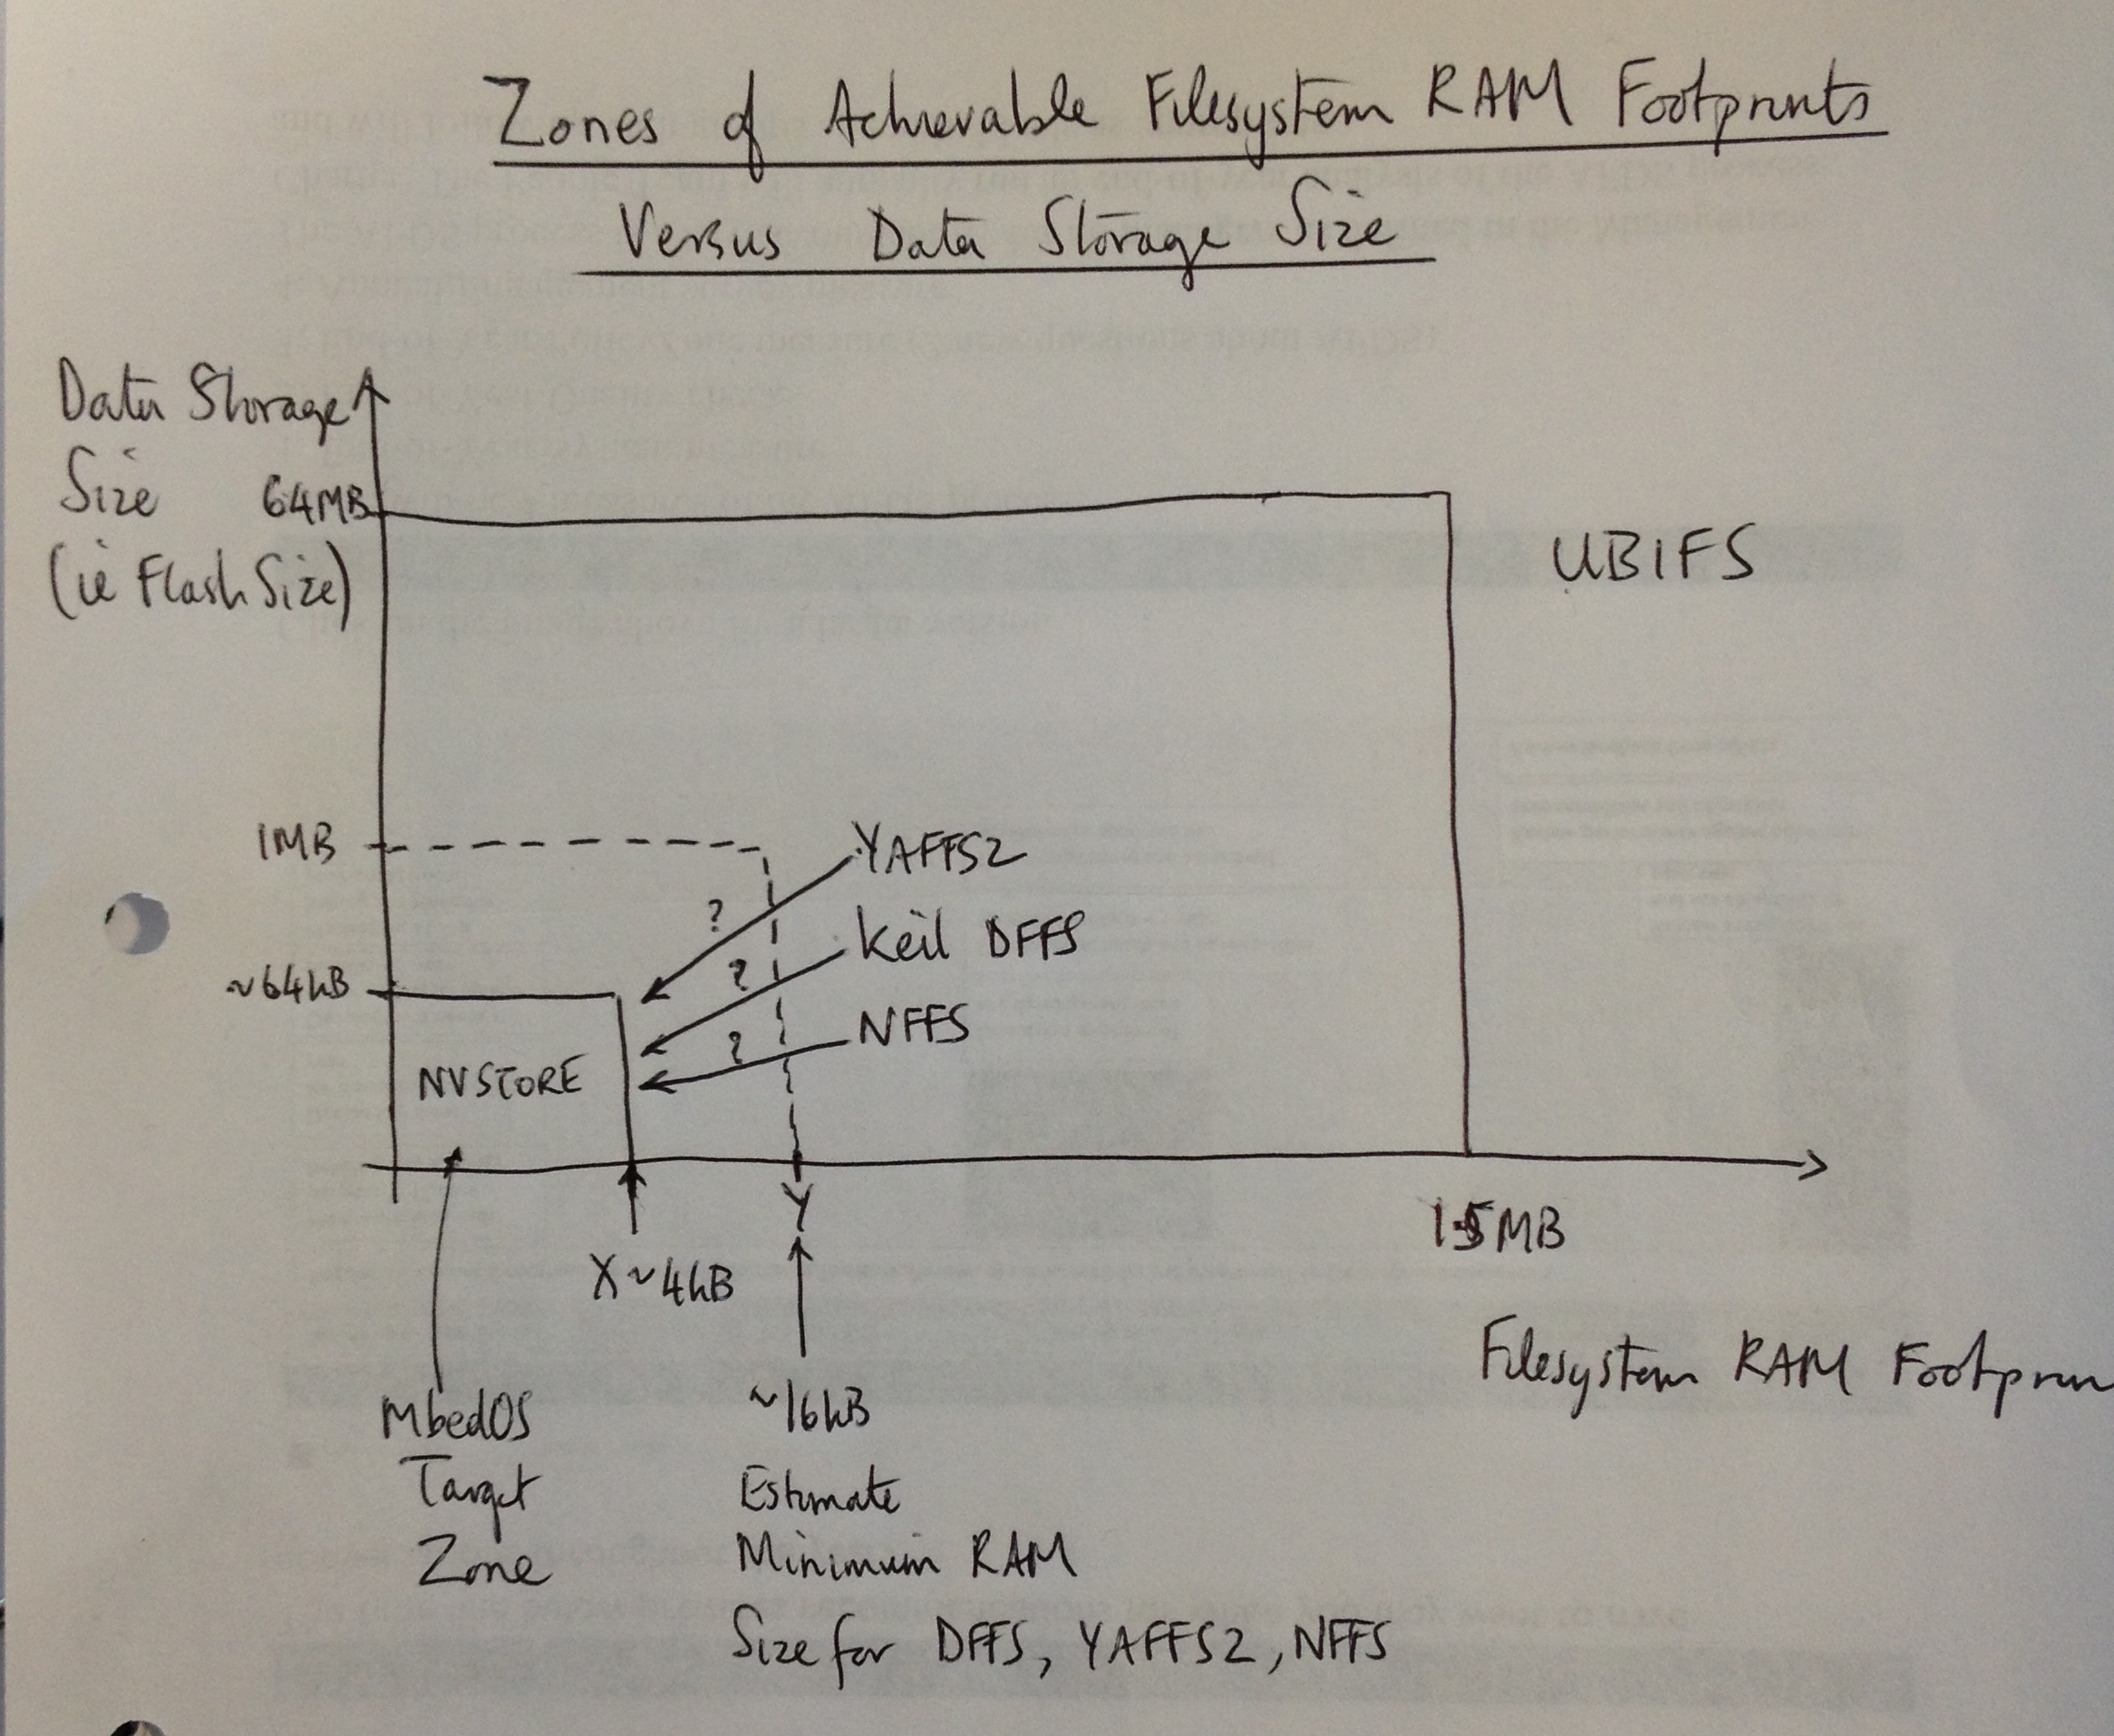 Zones of Achievable Filesystem RAM Footprints
Versus Data Storage Size
Data Storage
Size
64MB
(ie Flash Size)
UBIFS
1MB
~64kB
NVSTORE
YAFFS2
Keil DFFS
NFFS
?
?
?
MbedOS
Target
Zone
X~4kB
Y
~16kB
Estimate
Minimum RAM
Size for DFFS, YAFFS2, NFFS
1.5MB
Filesystem RAM